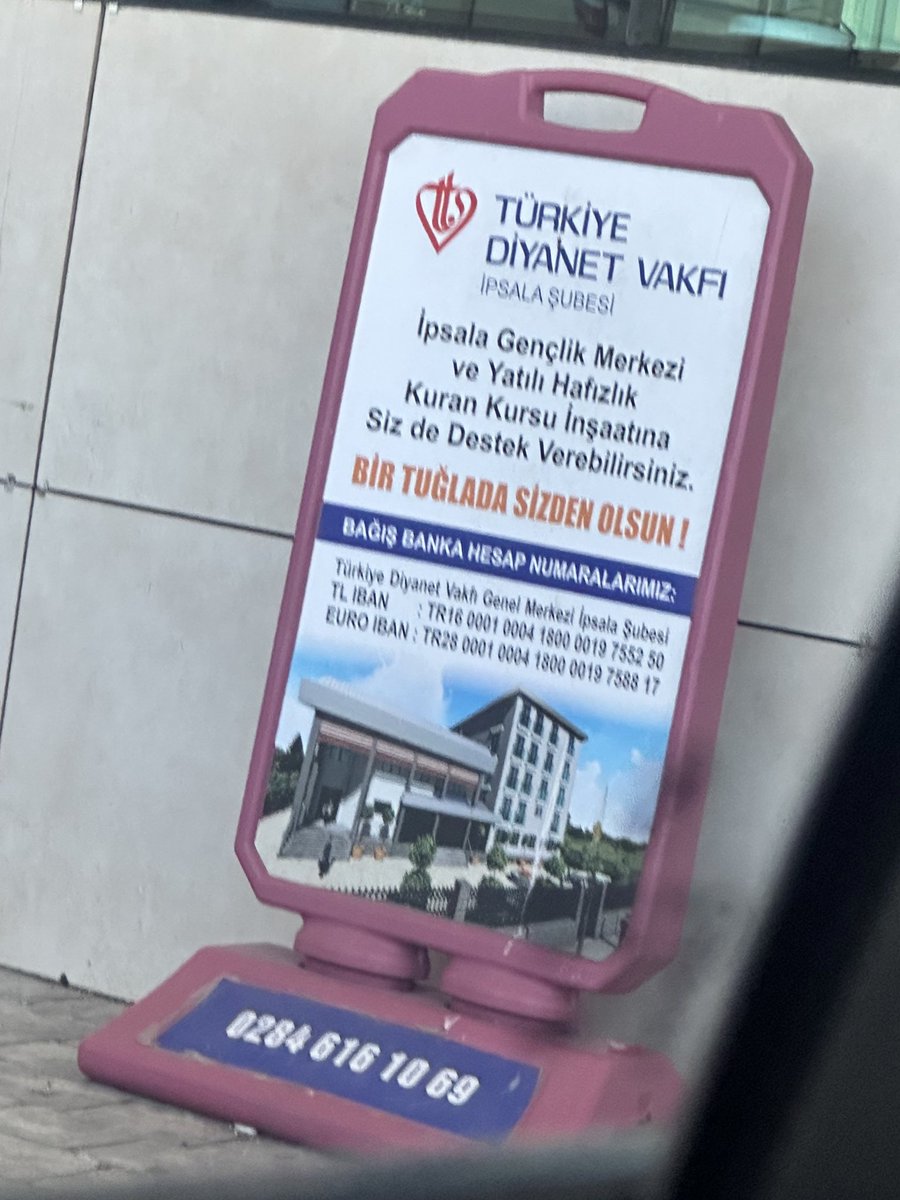 TÜRKİYE
DİYANET VAKFI
İPSALA ŞUBESİ
İpsala Gençlik Merkezi
ve Yatılı Hafızlık
Kuran Kursu İnşaatına
Siz de Destek Verebilirsiniz.
BİR TUĞLADA SİZDEN OLSUN !
BAĞIŞ BANKA HESAP NUMARALARIMIZ:
Türkiye Diyanet Vakfı Genel Merkezi İpsala Şubesi
TL IBAN : TR16 0001 0004 1800 0019 7552 50
EURO IBAN : TR28 0001 0004 1800 0019 7588 17
0284 616 10 69